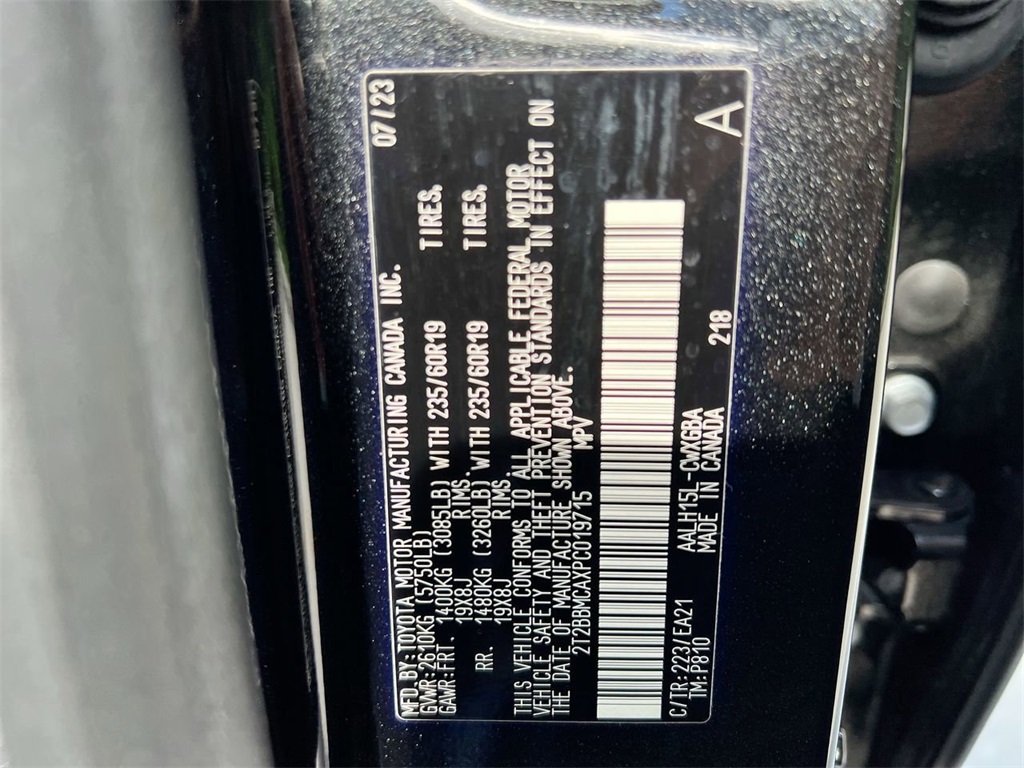 MFD.BY:TOYOTA MOTOR MANUFACTURING CANADA INC. 07/23
GVWR:2610KG (5750LB)
GAWR:FRT. 1400KG (3085LB) WITH 235/60R19 TIRES.
19X8J RIMS.
RR. 1480KG (3260LB) WITH 235/60R19 TIRES.
19X8J RIMS.
THIS VEHICLE CONFORMS TO ALL APPLICABLE FEDERAL MOTOR
VEHICLE SAFETY AND THEFT PREVENTION STANDARDS IN EFFECT ON
THE DATE OF MANUFACTURE SHOWN ABOVE.
2T2BBMCAXPC019715 MPV
C/TR:223/EA21 AALH15L-CWXGBA 218
TM:P810 MADE IN CANADA A